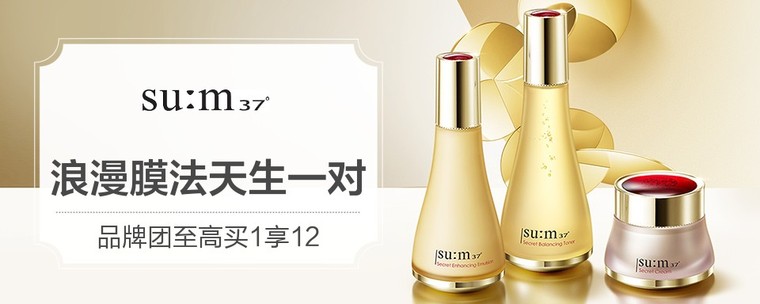 su:m37°
浪漫膜法天生一对
品牌团至高买1享12
su:m37°
Secret Enhancing Emulsion
su:m37°
Secret Balancing Toner
su:m37°
Secret Cream